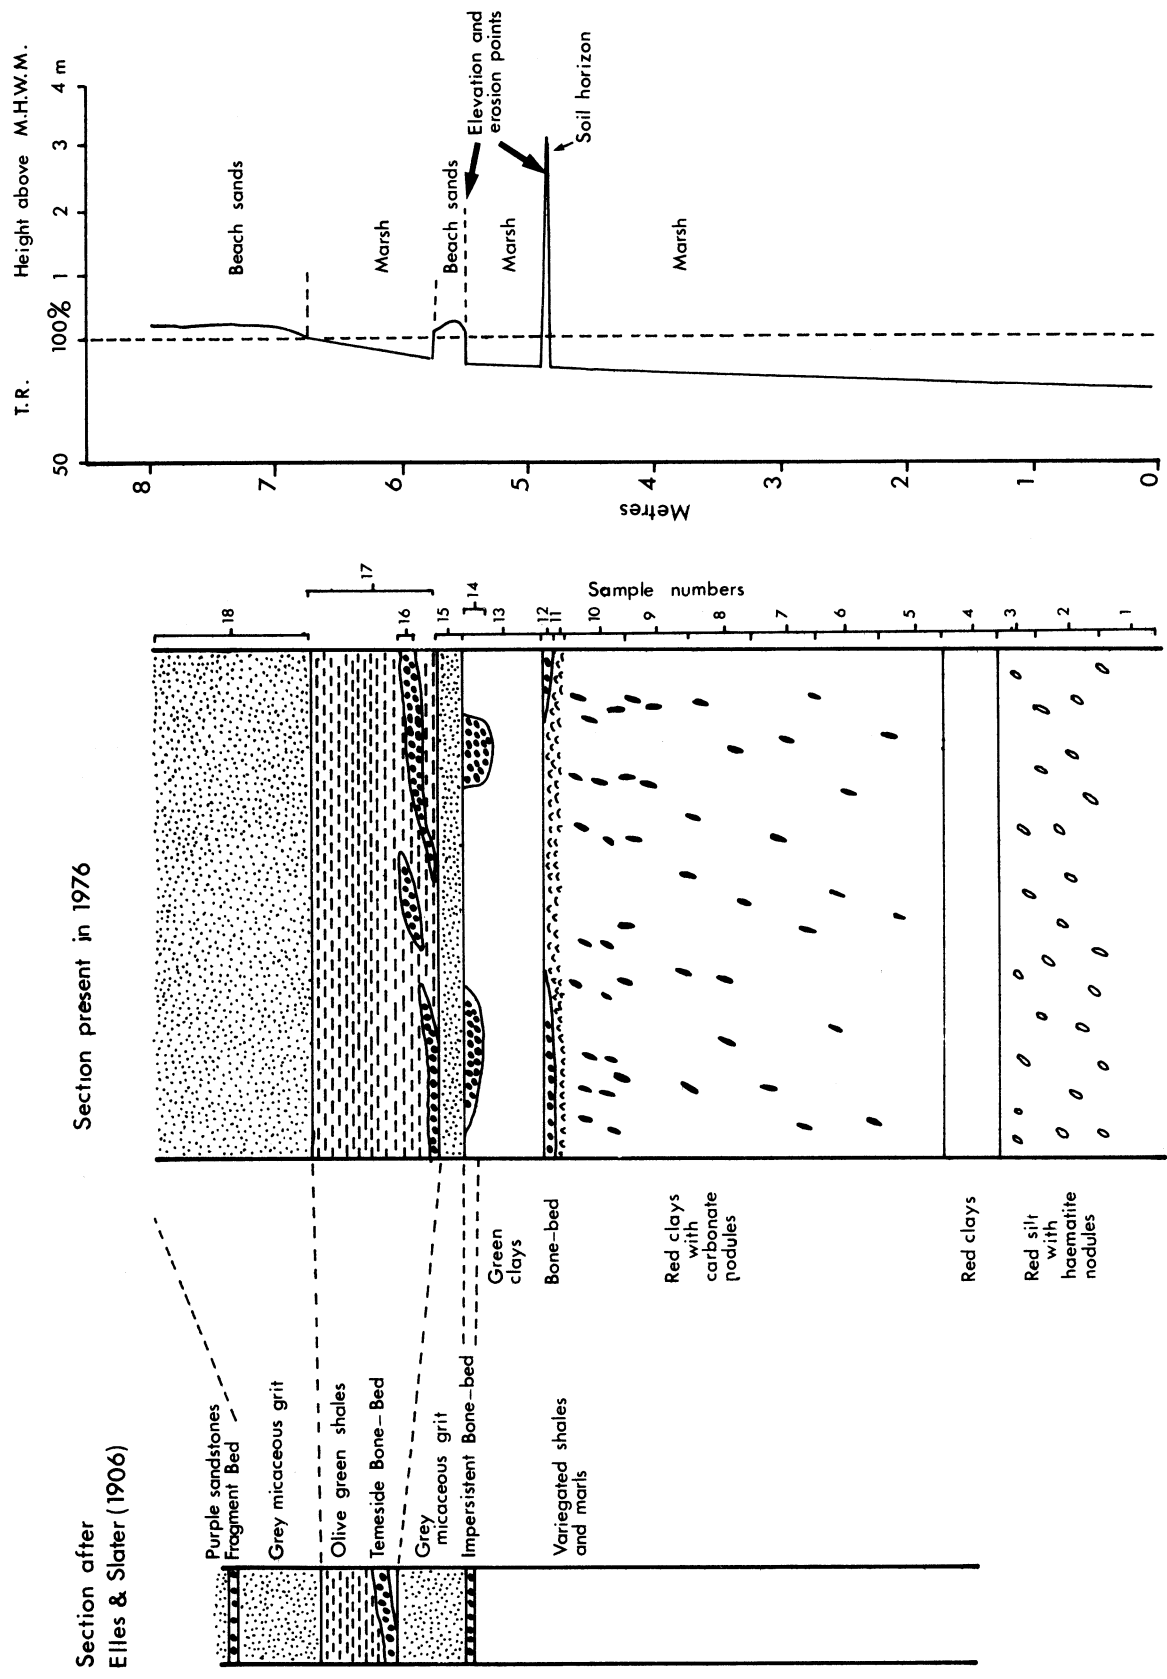 Section after
Elles & Slater (1906)
Purple sandstones
Fragment Bed
Grey micaceous grit
Olive green shales
Temeside Bone-Bed
Grey
micaceous grit
Impersistent Bone-bed
Variegated shales
and marls
Section present in 1976
Green
clays
Bone-bed
Red clays
with
carbonate
nodules
Red clays
Red silt
with
haematite
nodules
18
17
16
15
14
13
12
11
10
9
8
7
6
5
4
3
2
1
Sample numbers
Metres
8
7
6
5
4
3
2
1
0
T.R.
Height above M.H.W.M.
50
100%
1
2
3
4 m
Beach sands
Marsh
Beach sands
Marsh
Marsh
Elevation and
erosion points
Soil horizon